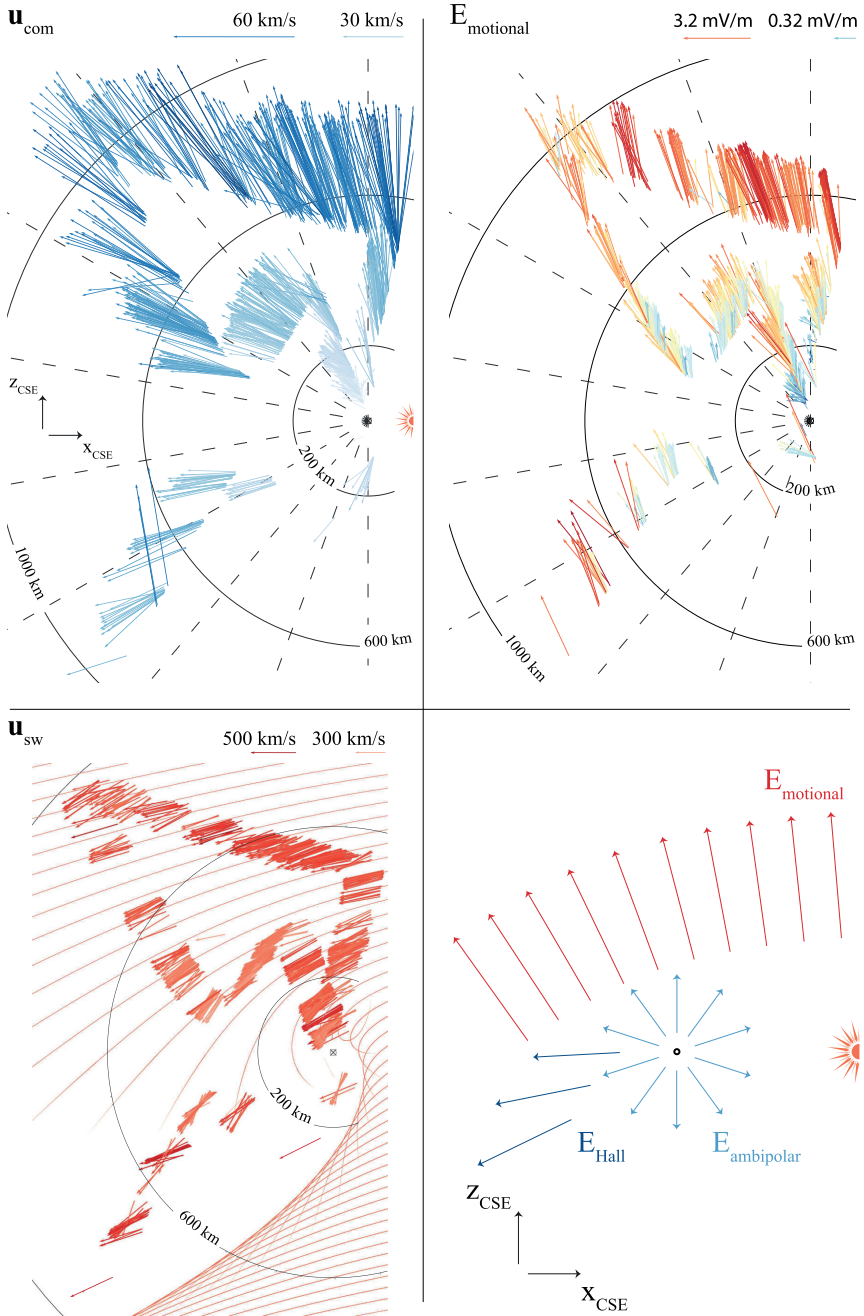 u_com
60 km/s 30 km/s
z_CSE
x_CSE
200 km
1000 km
600 km
E_motional
3.2 mV/m 0.32 mV/m
200 km
600 km
1000 km
u_sw
500 km/s 300 km/s
200 km
600 km
E_motional
E_Hall
E_ambipolar
z_CSE
x_CSE